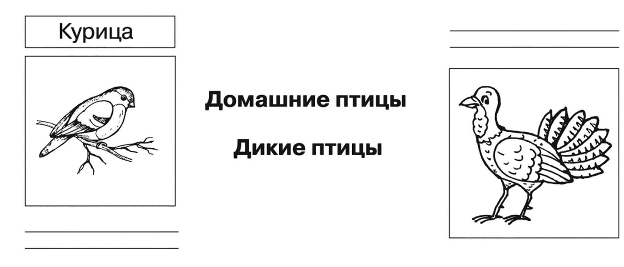 Курица
Домашние птицы
Дикие птицы